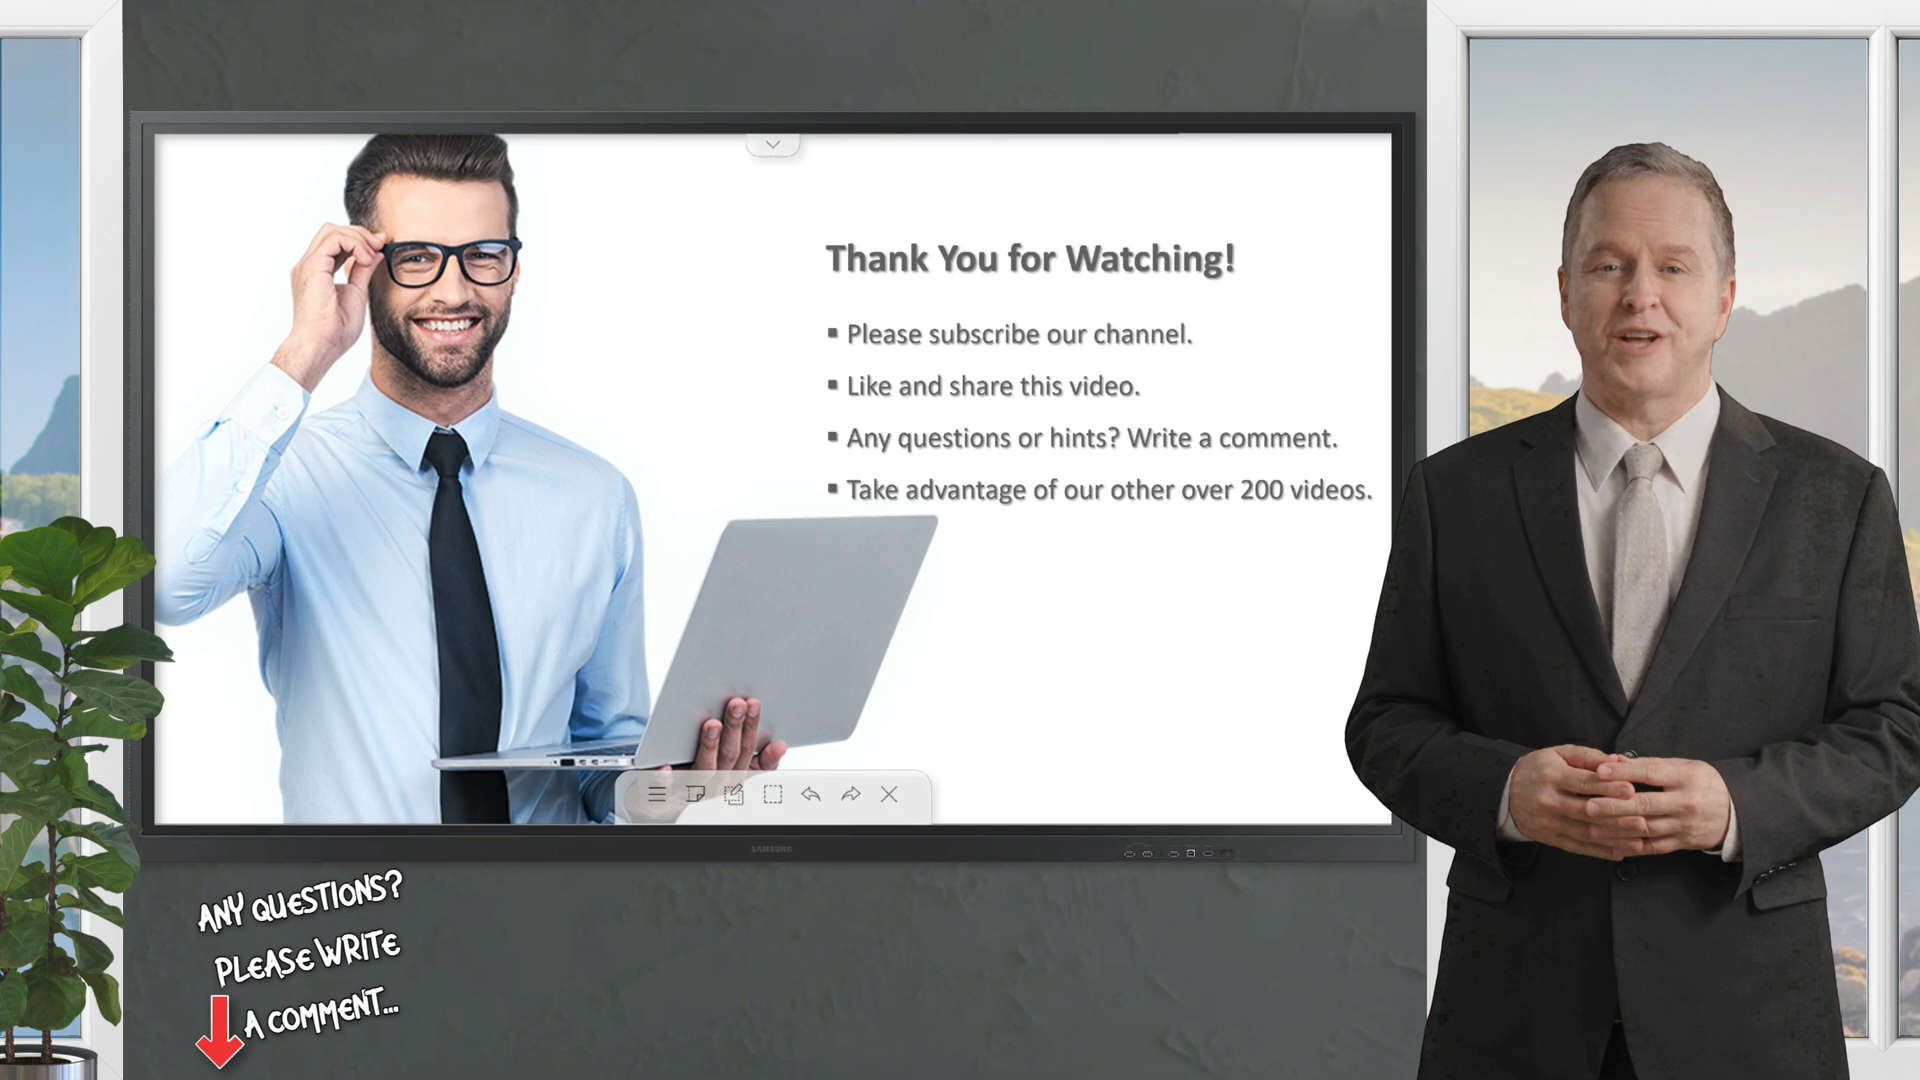 Thank You for Watching!
▪ Please subscribe our channel.
▪ Like and share this video.
▪ Any questions or hints? Write a comment.
▪ Take advantage of our other over 200 videos.
SAMSUNG
ANY QUESTIONS?
PLEASE WRITE
A COMMENT...